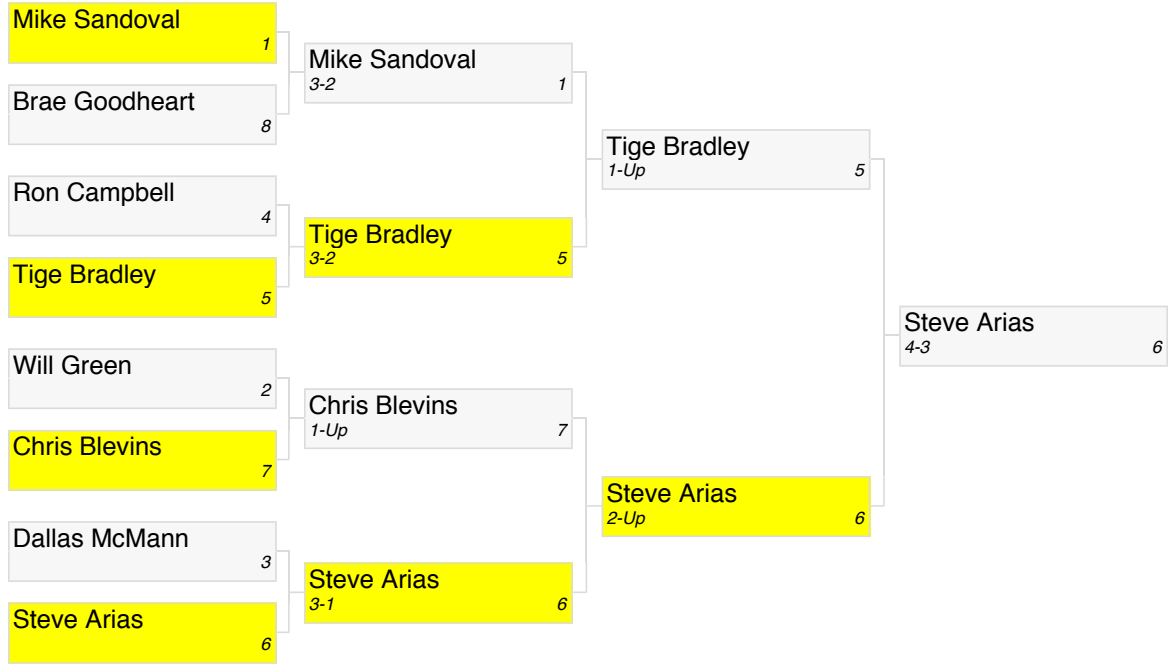 Mike Sandoval
1
Brae Goodheart
8
Ron Campbell
4
Tige Bradley
5
Will Green
2
Chris Blevins
7
Dallas McMann
3
Steve Arias
6
Mike Sandoval
3-2 1
Tige Bradley
3-2 5
Chris Blevins
1-Up 7
Steve Arias
3-1 6
Tige Bradley
1-Up 5
Steve Arias
2-Up 6
Steve Arias
4-3 6